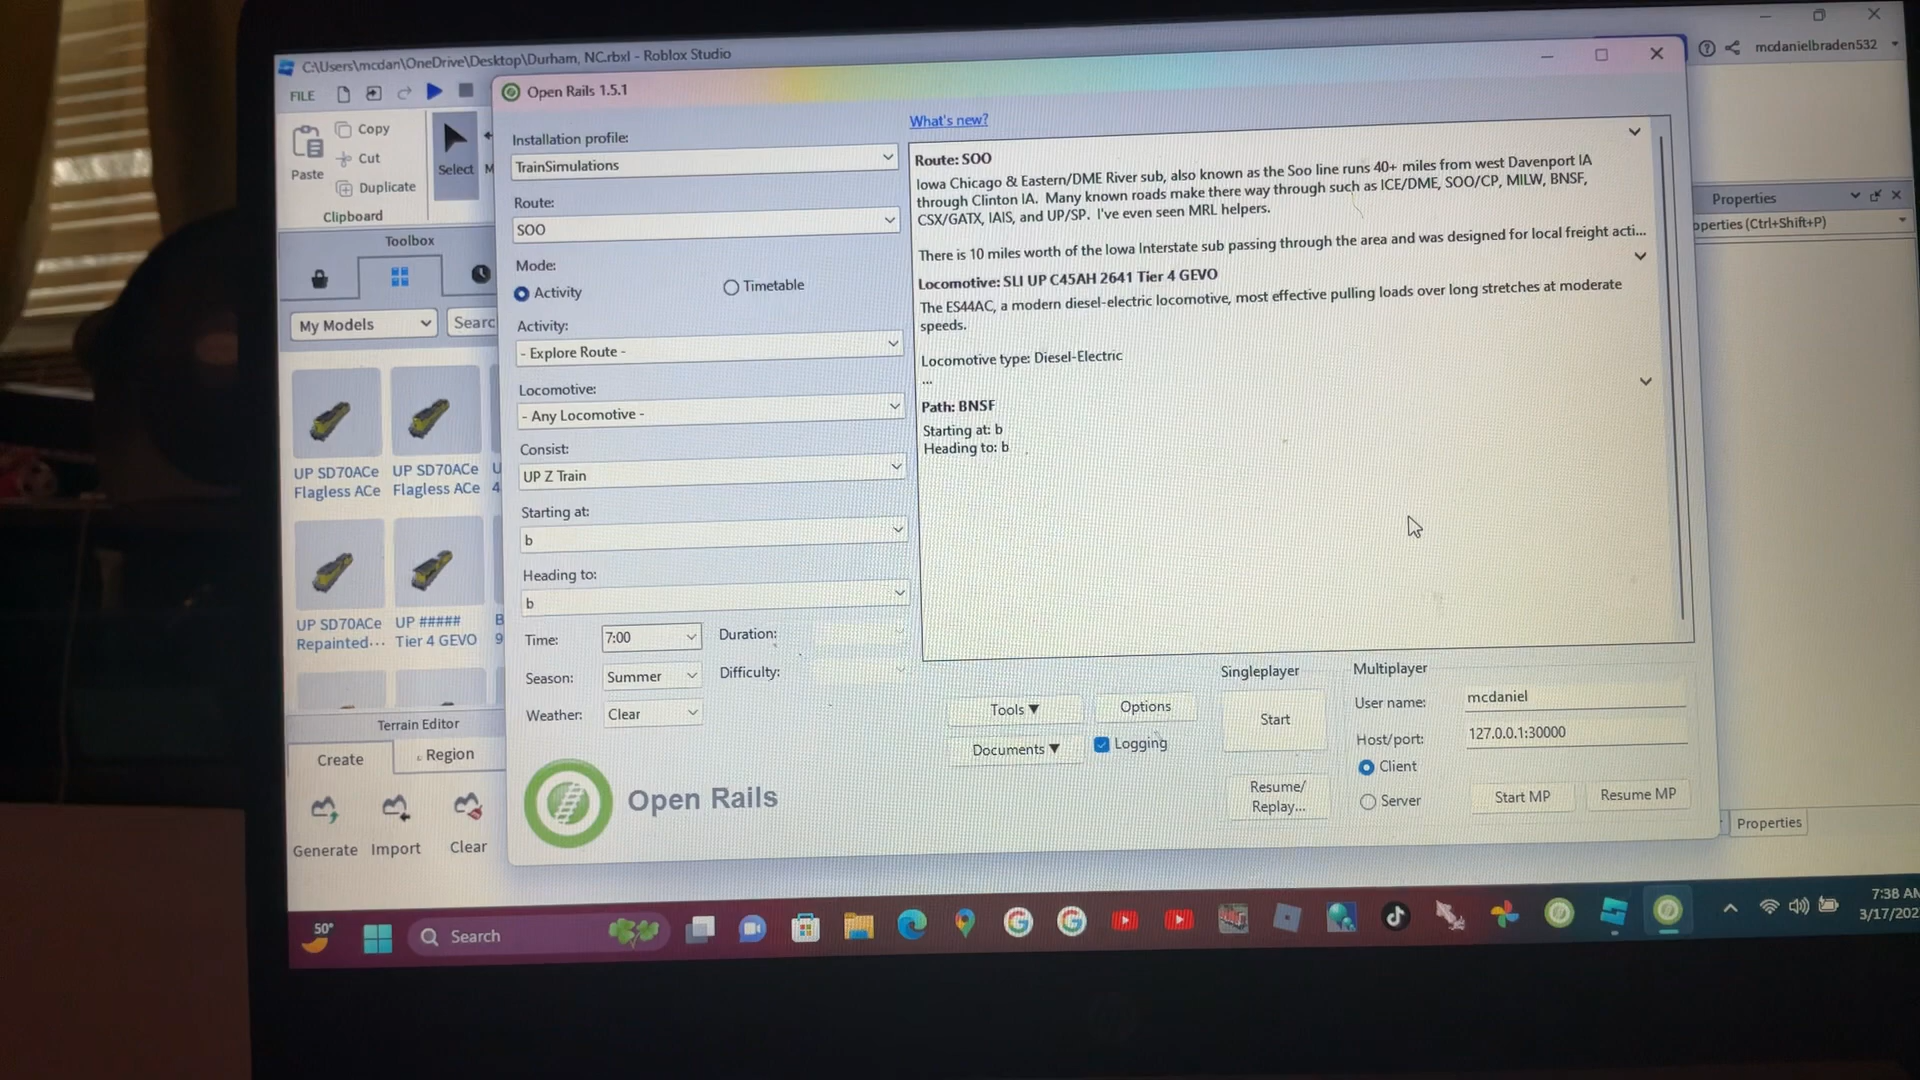 C:\Users\mcdan\OneDrive\Desktop\Durham, NC.rbxl - Roblox Studio
mcdanielbraden532
FILE
Paste
Copy
Cut
Duplicate
Clipboard
Select
M
Toolbox
My Models
Searc
UP SD70ACe
Flagless ACe
UP SD70ACe
Flagless ACe
U
4
UP SD70ACe
Repainted...
UP #####
Tier 4 GEVO
B
9
Terrain Editor
Create
Region
Generate
Import
Clear
Open Rails 1.5.1
Installation profile:
TrainSimulations
Route:
SOO
Mode:
Activity
Timetable
Activity:
- Explore Route -
Locomotive:
- Any Locomotive -
Consist:
UP Z Train
Starting at:
b
Heading to:
b
Time:
7:00
Duration:
Season:
Summer
Difficulty:
Weather:
Clear
Open Rails
What's new?
Route: SOO
Iowa Chicago & Eastern/DME River sub, also known as the Soo line runs 40+ miles from west Davenport IA
through Clinton IA. Many known roads make there way through such as ICE/DME, SOO/CP, MILW, BNSF,
CSX/GATX, IAIS, and UP/SP. I've even seen MRL helpers.
There is 10 miles worth of the Iowa Interstate sub passing through the area and was designed for local freight acti...
Locomotive: SLI UP C45AH 2641 Tier 4 GEVO
The ES44AC, a modern diesel-electric locomotive, most effective pulling loads over long stretches at moderate
speeds.
Locomotive type: Diesel-Electric
...
Path: BNSF
Starting at: b
Heading to: b
Tools
Options
Documents
Logging
Singleplayer
Start
Resume/
Replay...
Multiplayer
User name:
mcdaniel
Host/port:
127.0.0.1:30000
Client
Server
Start MP
Resume MP
Properties
operties (Ctrl+Shift+P)
Properties
50°
Search
7:38 AM
3/17/202